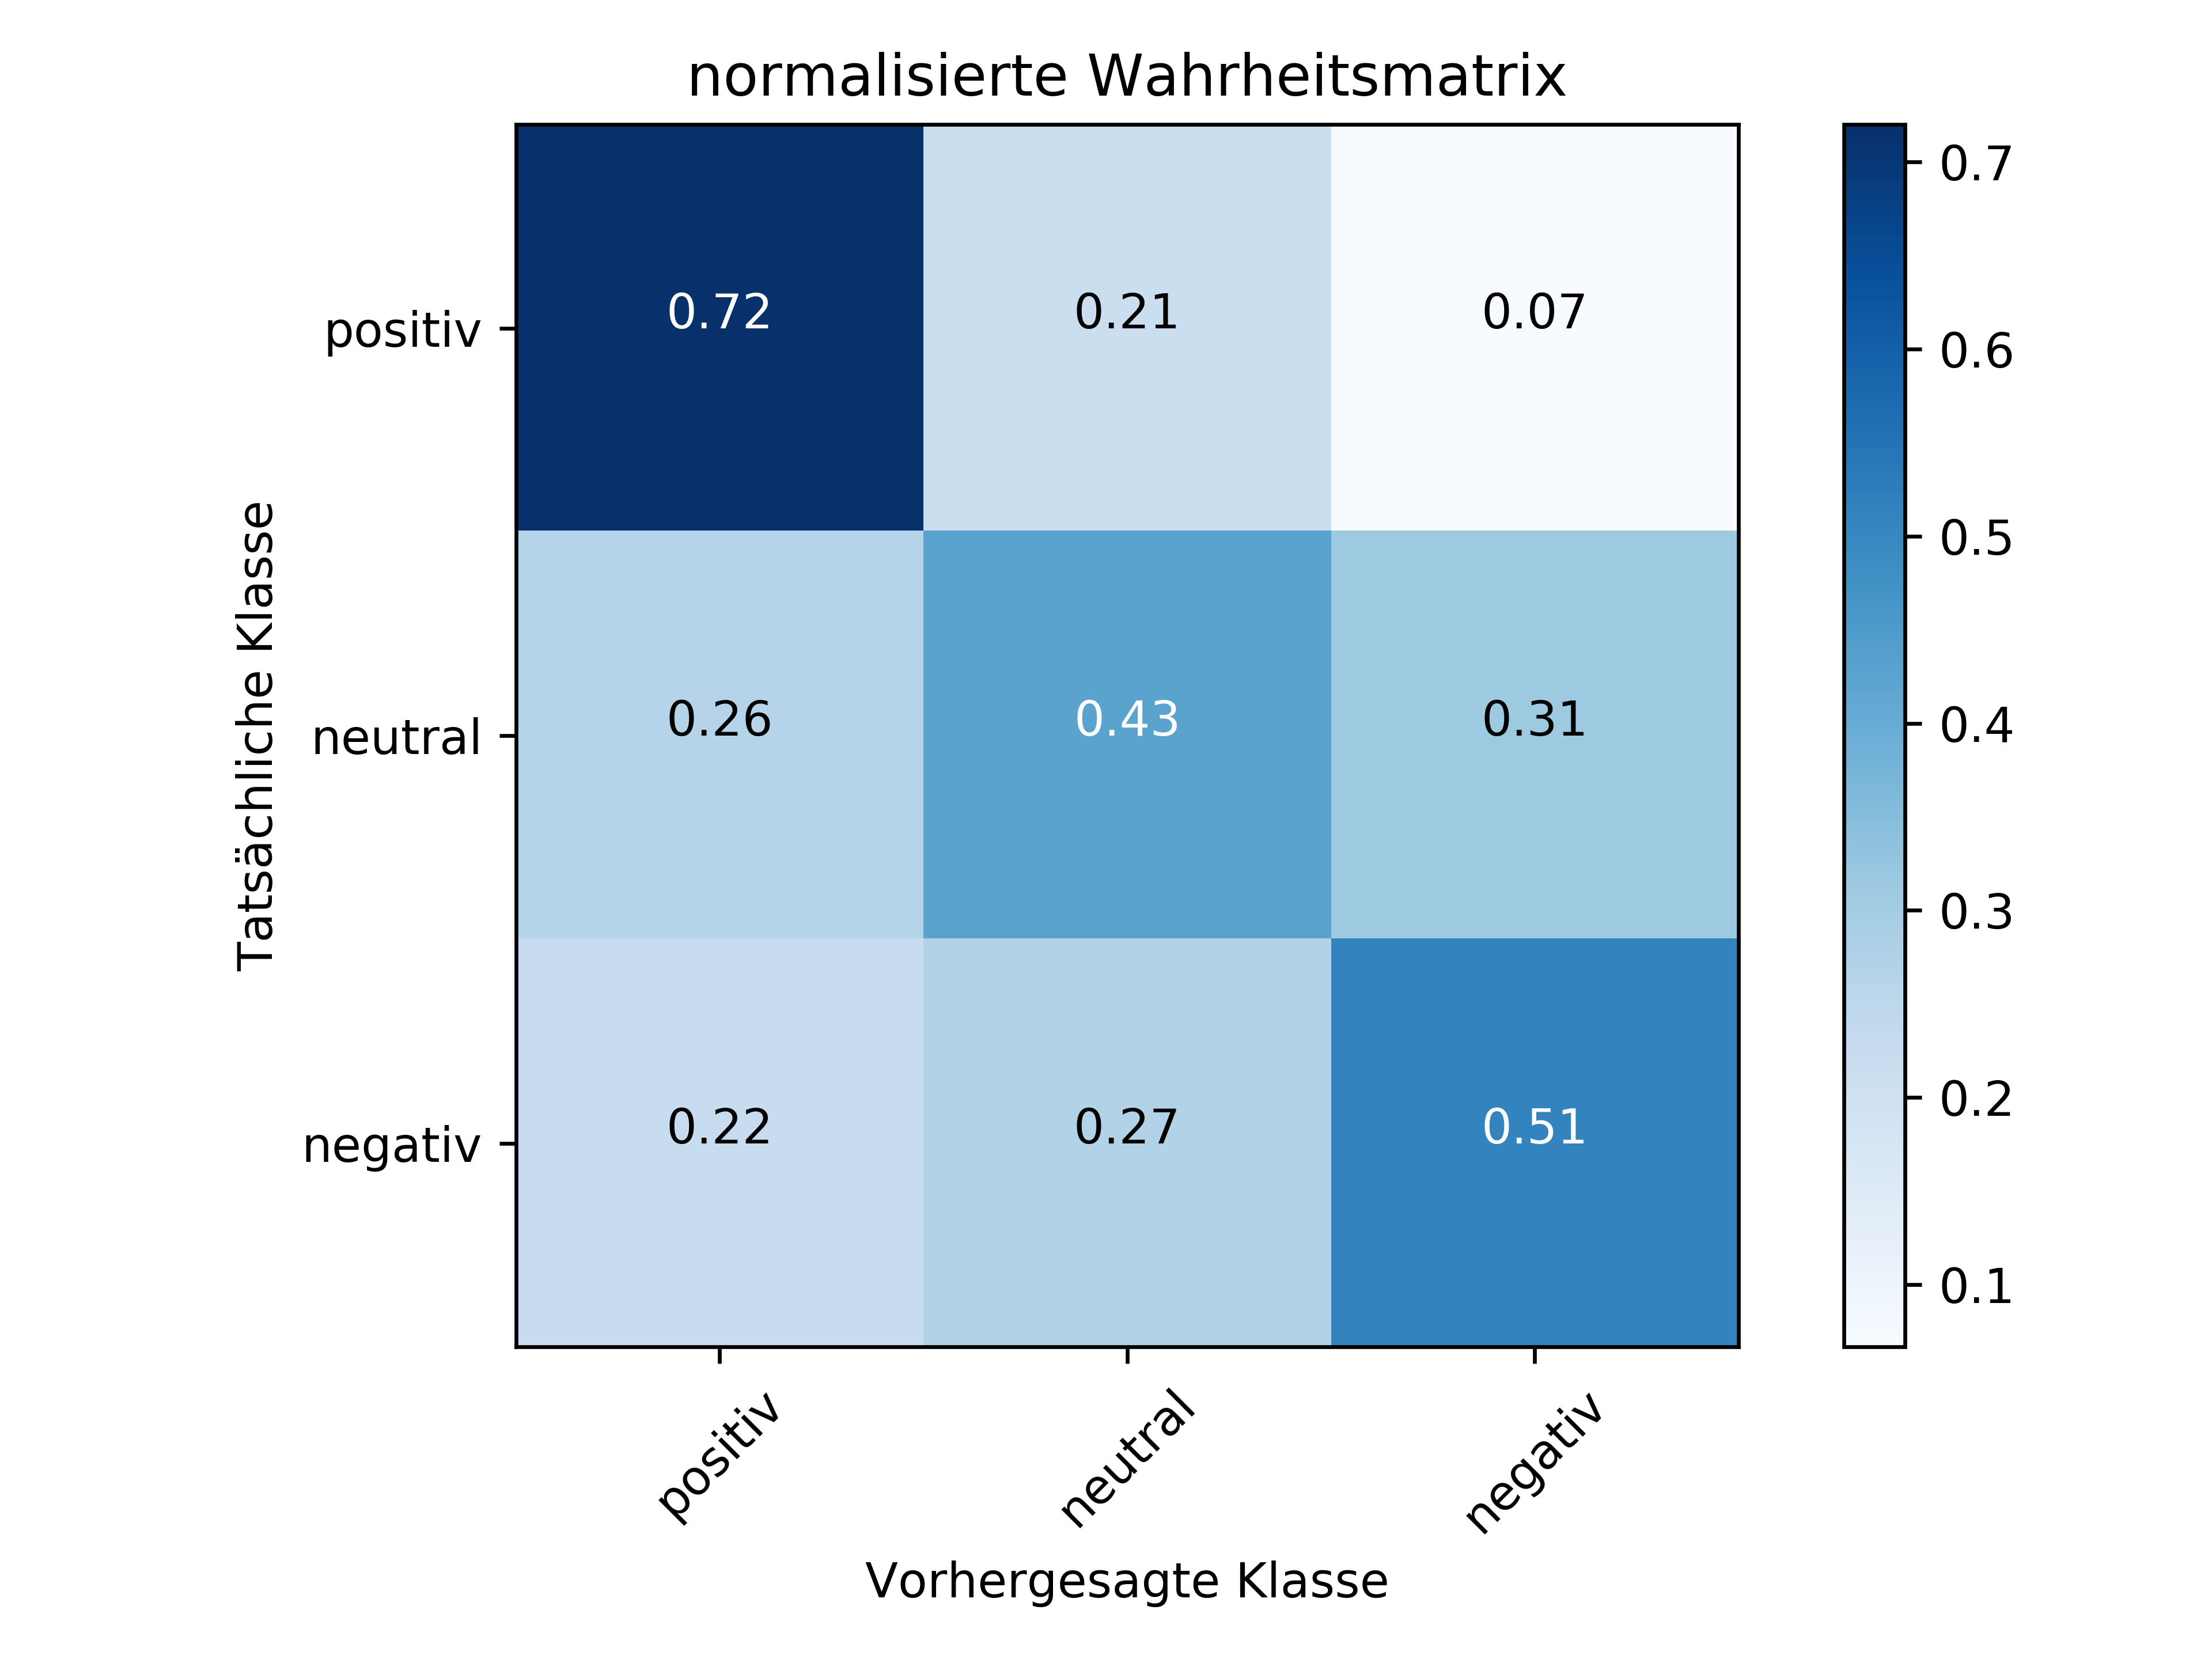 normalisierte Wahrheitsmatrix
Tatsächliche Klasse
positiv
0.72
0.21
0.07
neutral
0.26
0.43
0.31
negativ
0.22
0.27
0.51
positiv
neutral
negativ
Vorhergesagte Klasse
0.7
0.6
0.5
0.4
0.3
0.2
0.1